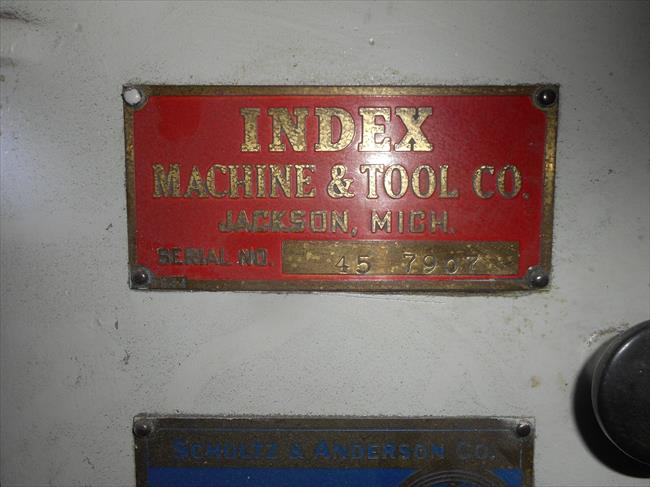 INDEX
MACHINE & TOOL CO.
JACKSON, MICH.
SERIAL NO. 45 7907
SCHULTZ & ANDERSON CO.